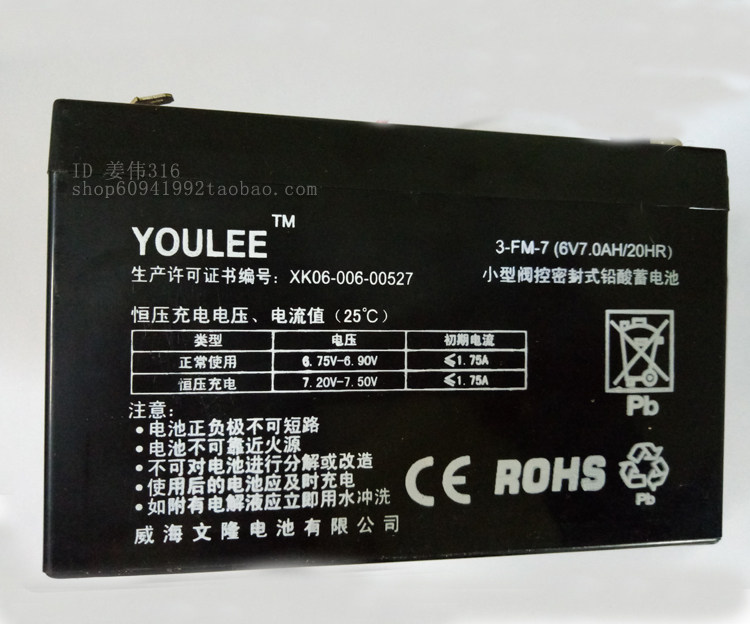 ID 姜伟316
shop60941992taobao.com
YOULEE™
3-FM-7 (6V7.0AH/20HR)
生产许可证书编号：XK06-006-00527
小型阀控密封式铅酸蓄电池
恒压充电电压、电流值（25℃）
类型 电压 初期电流
正常使用 6.75V-6.90V ≤1.75A
恒压充电 7.20V-7.50V ≤1.75A
Pb
注意：
•电池正负极不可短路
•电池不可靠近火源
•不可对电池进行分解或改造
•使用后的电池应及时充电
•如附有电解液应立即用水冲洗
CE ROHS
Pb
威海文隆电池有限公司